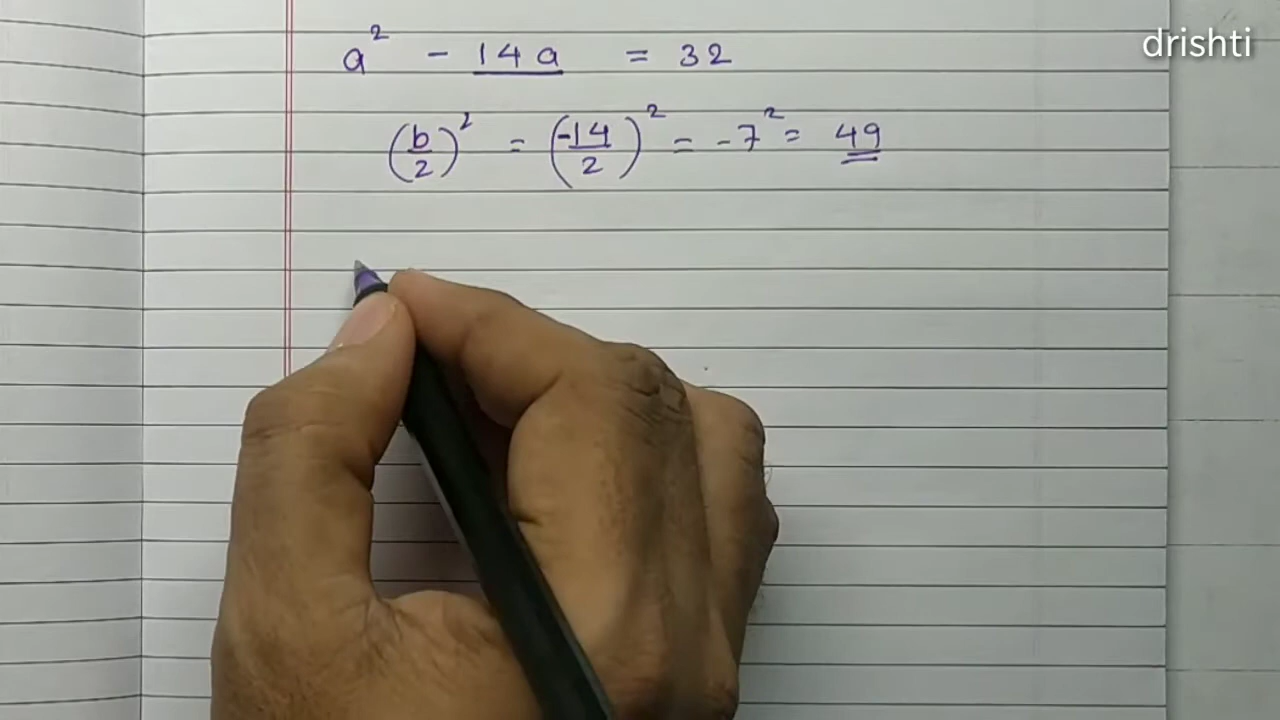 drishti
a² - 14a = 32
(b/2)² = (-14/2)² = -7² = 49